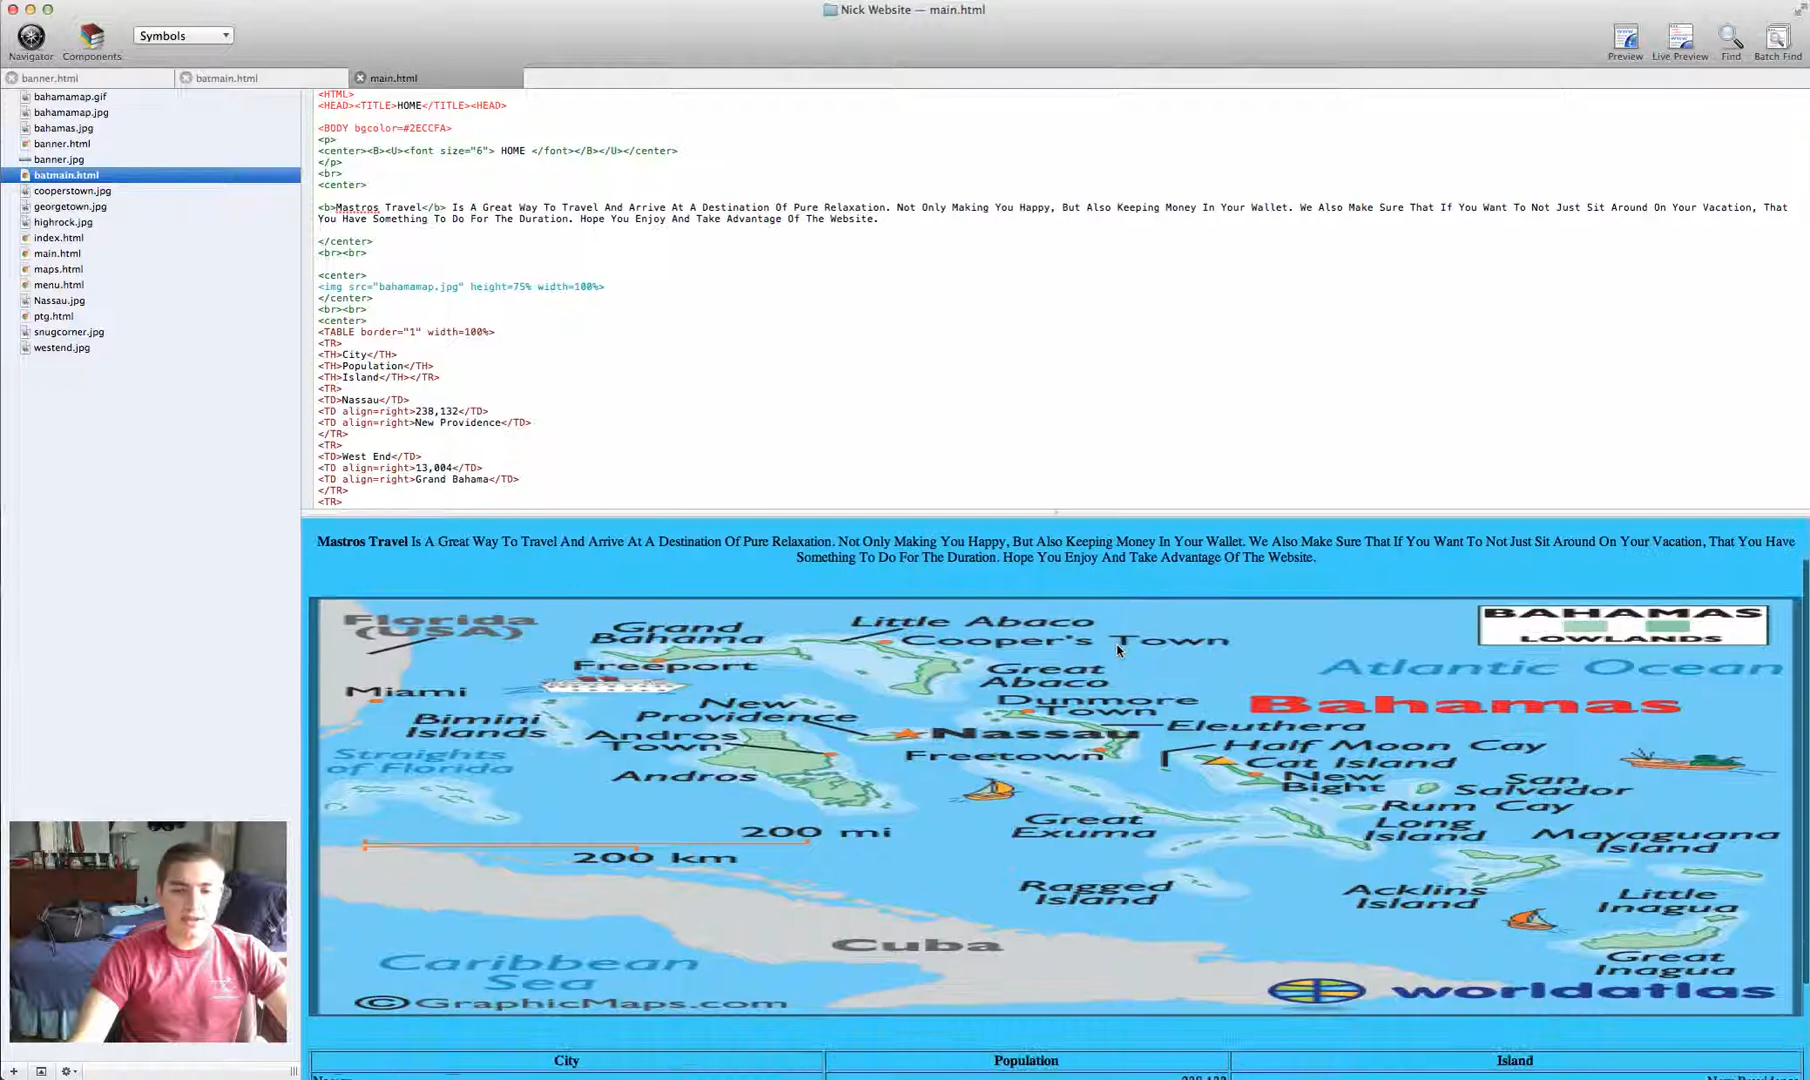 Nick Website — main.html
Symbols
Navigator
Components
Preview
Live Preview
Find
Batch Find
banner.html
batmain.html
main.html
bahamamap.gif
bahamamap.jpg
bahamas.jpg
banner.html
banner.jpg
batmain.html
cooperstown.jpg
georgetown.jpg
highrock.jpg
index.html
main.html
maps.html
menu.html
Nassau.jpg
ptg.html
snugcorner.jpg
westend.jpg
<HTML>
<HEAD><TITLE>HOME</TITLE><HEAD>
<BODY bgcolor=#2ECCFA>
<p>
<center><B><U><font size="6"> HOME </font></B></U></center>
</p>
<br>
<center>
<b>Mastros Travel</b> Is A Great Way To Travel And Arrive At A Destination Of Pure Relaxation. Not Only Making You Happy, But Also Keeping Money In Your Wallet. We Also Make Sure That If You Want To Not Just Sit Around On Your Vacation, That
You Have Something To Do For The Duration. Hope You Enjoy And Take Advantage Of The Website.
</center>
<br><br>
<center>
<img src="bahamamap.jpg" height=75% width=100%>
</center>
<br><br>
<center>
<TABLE border="1" width=100%>
<TR>
<TH>City</TH>
<TH>Population</TH>
<TH>Island</TH></TR>
<TR>
<TD>Nassau</TD>
<TD align=right>238,132</TD>
<TD align=right>New Providence</TD>
</TR>
<TR>
<TD>West End</TD>
<TD align=right>13,004</TD>
<TD align=right>Grand Bahama</TD>
</TR>
<TR>
Mastros Travel Is A Great Way To Travel And Arrive At A Destination Of Pure Relaxation. Not Only Making You Happy, But Also Keeping Money In Your Wallet. We Also Make Sure That If You Want To Not Just Sit Around On Your Vacation, That You Have
Something To Do For The Duration. Hope You Enjoy And Take Advantage Of The Website.
Florida
(USA)
Grand
Bahama
Little Abaco
Cooper's Town
BAHAMAS
LOWLANDS
Freeport
Great
Abaco
Atlantic Ocean
Miami
New
Providence
Dunmore
Town
Bahamas
Bimini
Islands
Andros
Town
Nassau
Eleuthera
Straights
of Florida
Freetown
Half Moon Cay
Cat Island
Andros
New
Bight
San
Salvador
Rum Cay
200 mi
Great
Exuma
Long
Island
Mayaguana
Island
200 km
Ragged
Island
Acklins
Island
Little
Inagua
Cuba
Caribbean
Sea
Great
Inagua
©GraphicMaps.com
worldatlas
City
Population
Island